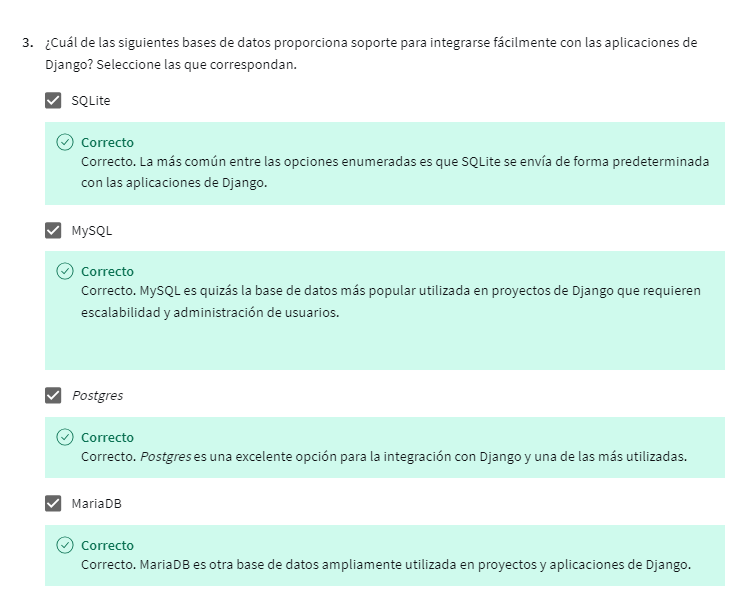 3. ¿Cuál de las siguientes bases de datos proporciona soporte para integrarse fácilmente con las aplicaciones de
Django? Seleccione las que correspondan.
SQLite
Correcto
Correcto. La más común entre las opciones enumeradas es que SQLite se envía de forma predeterminada
con las aplicaciones de Django.
MySQL
Correcto
Correcto. MySQL es quizás la base de datos más popular utilizada en proyectos de Django que requieren
escalabilidad y administración de usuarios.
Postgres
Correcto
Correcto. Postgres es una excelente opción para la integración con Django y una de las más utilizadas.
MariaDB
Correcto
Correcto. MariaDB es otra base de datos ampliamente utilizada en proyectos y aplicaciones de Django.